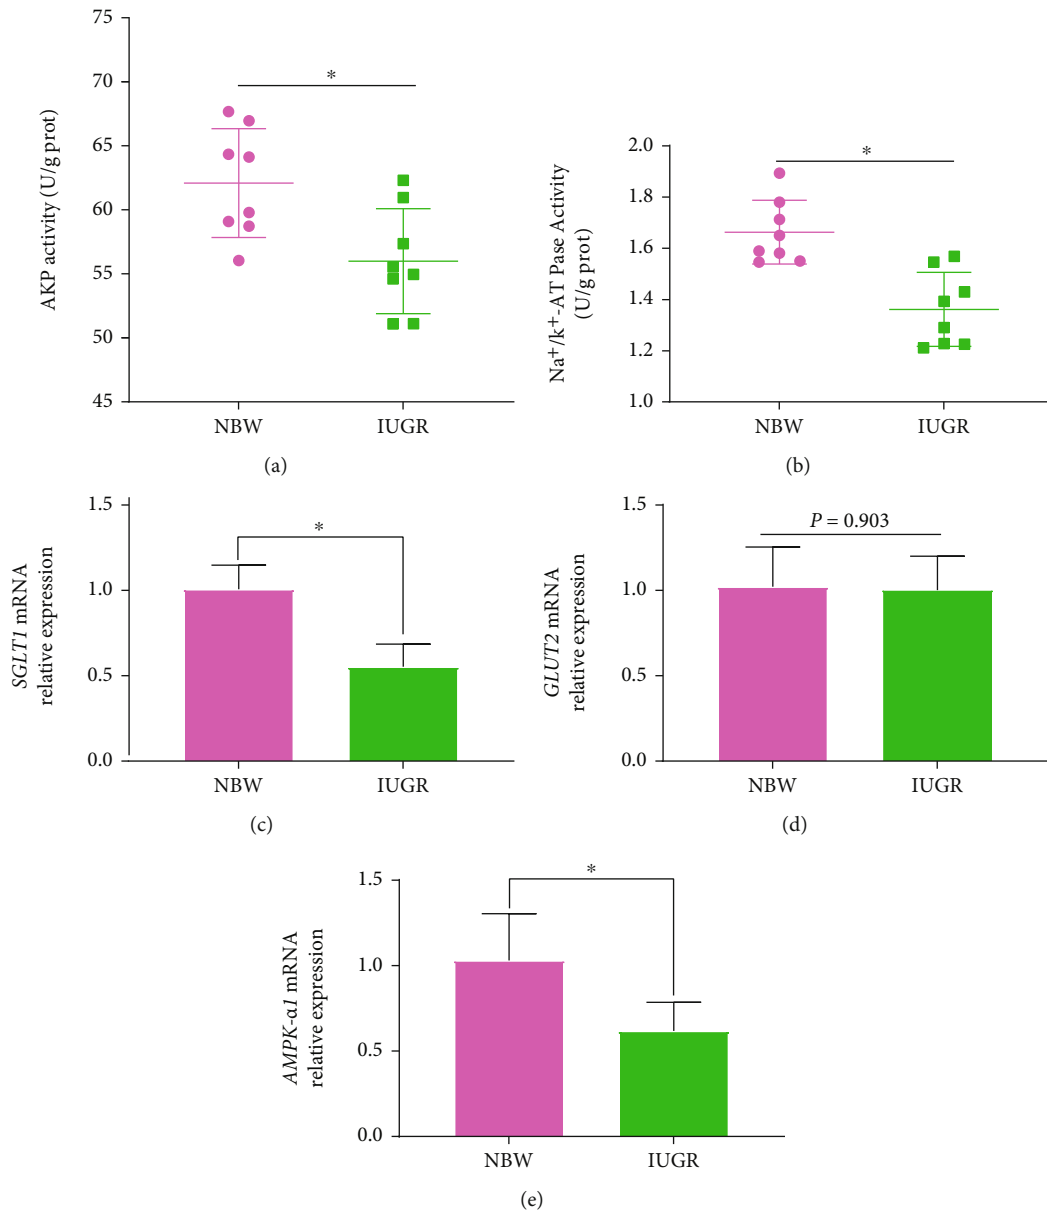 75
70
65
60
55
50
45
AKP activity (U/g prot)
*
NBW
IUGR
(a)
2.0
1.8
1.6
1.4
1.2
1.0
Na⁺/k⁺-AT Pase Activity
(U/g prot)
*
NBW
IUGR
(b)
1.5
1.0
0.5
0.0
SGLT1 mRNA
relative expression
*
NBW
IUGR
(c)
1.5
1.0
0.5
0.0
GLUT2 mRNA
relative expression
P = 0.903
NBW
IUGR
(d)
1.5
1.0
0.5
0.0
AMPK-α1 mRNA
relative expression
*
NBW
IUGR
(e)